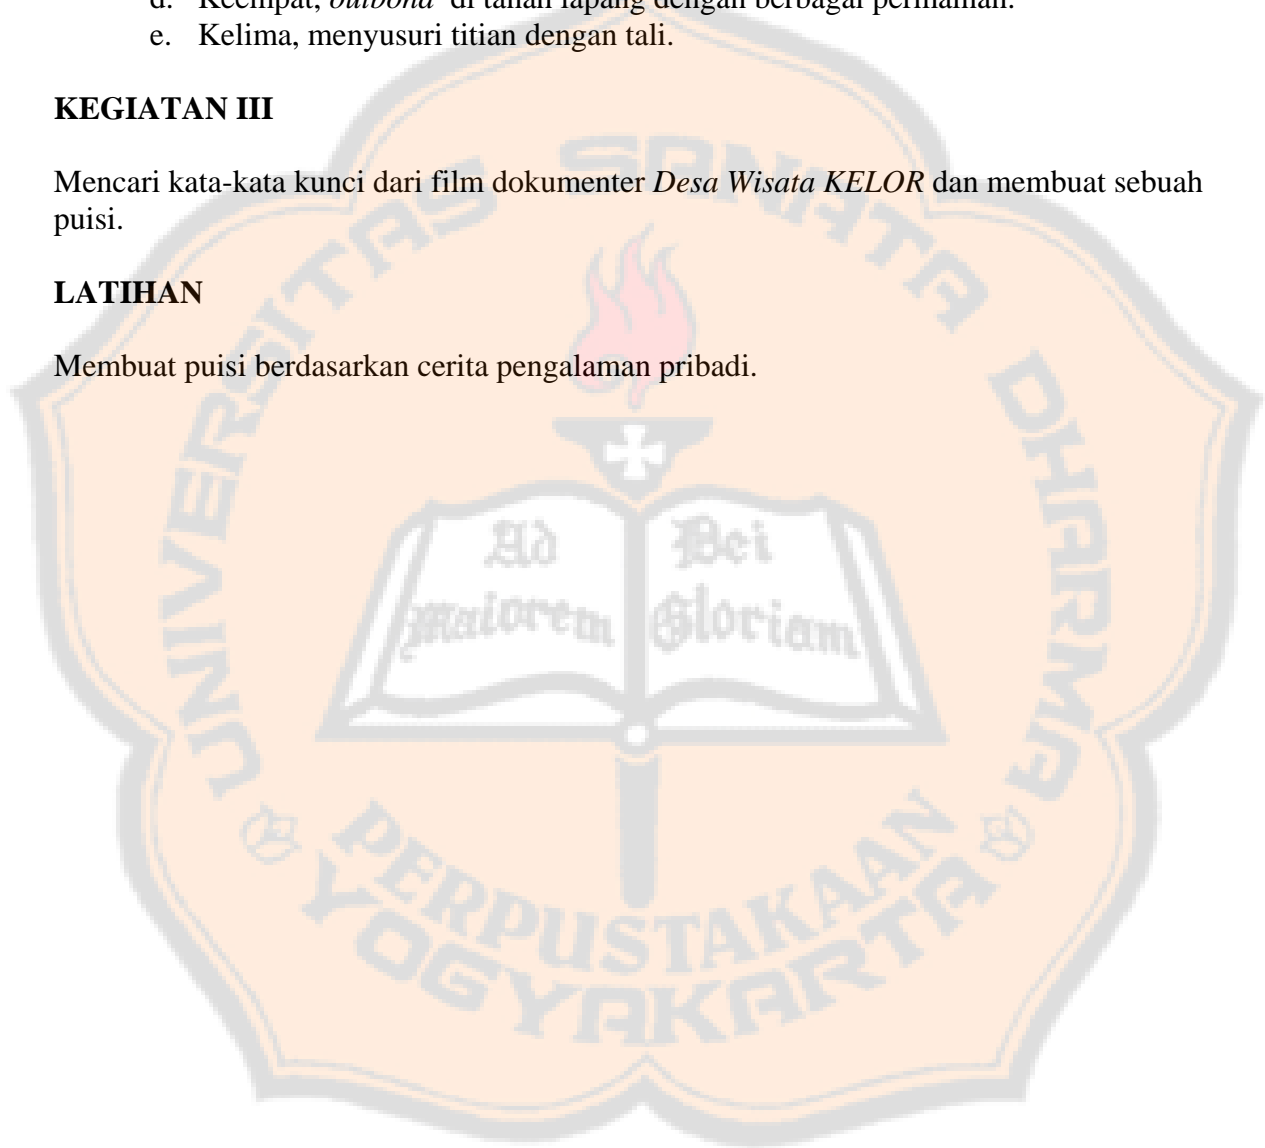 d. Keempat, outbond di tanah lapang dengan berbagai permainan.
e. Kelima, menyusuri titian dengan tali.
KEGIATAN III
Mencari kata-kata kunci dari film dokumenter Desa Wisata KELOR dan membuat sebuah
puisi.
LATIHAN
Membuat puisi berdasarkan cerita pengalaman pribadi.
UNIVERSITAS SANATA DHARMA
Ad Dei
Maiorem Gloriam
PERPUSTAKAAN
YOGYAKARTA